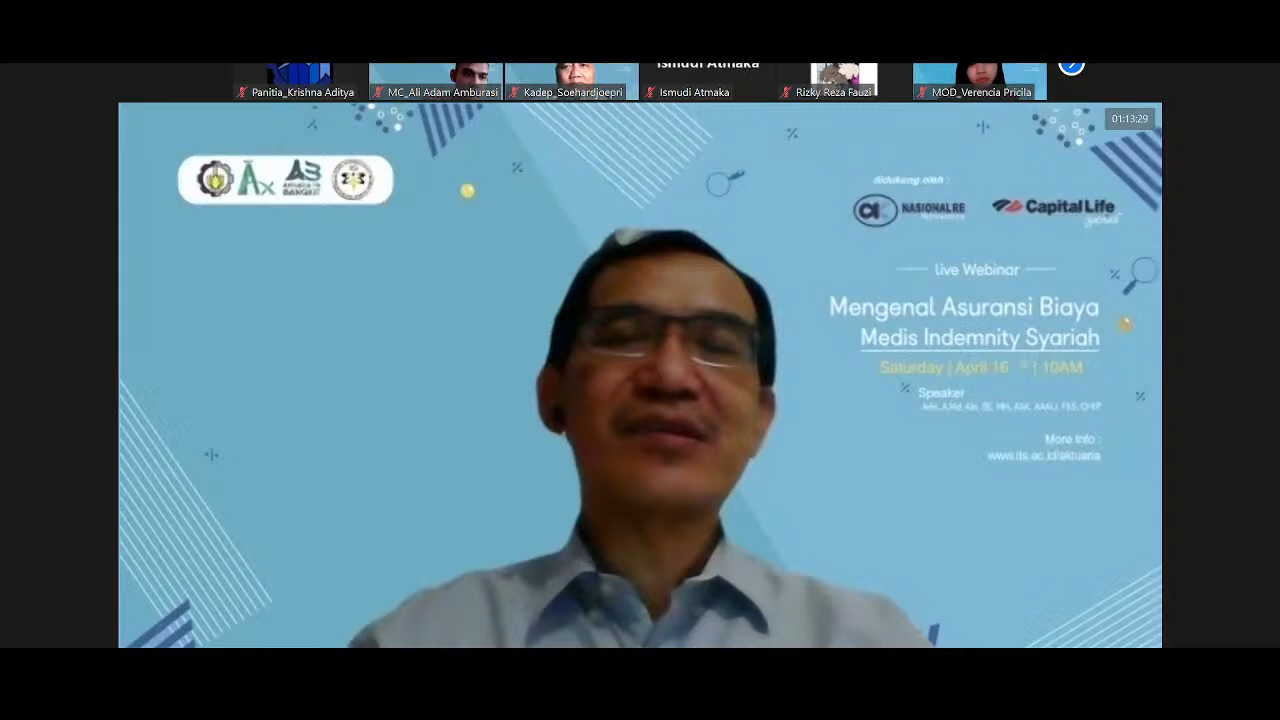 Ismudi Atmaka
Panitia_Krishna Aditya
MC_Ali Adam Amburasi
Kadep_Soehardjoepri
Ismudi Atmaka
Rizky Reza Fauzi
MOD_Verencia Pricila
01:13:29
didukung oleh :
NASIONALRE
CapitalLife
syariah
Live Webinar
Mengenal Asuransi Biaya
Medis Indemnity Syariah
Saturday | April 16 | 10AM
Speaker
More Info :
www.its.ac.id/aktuaria